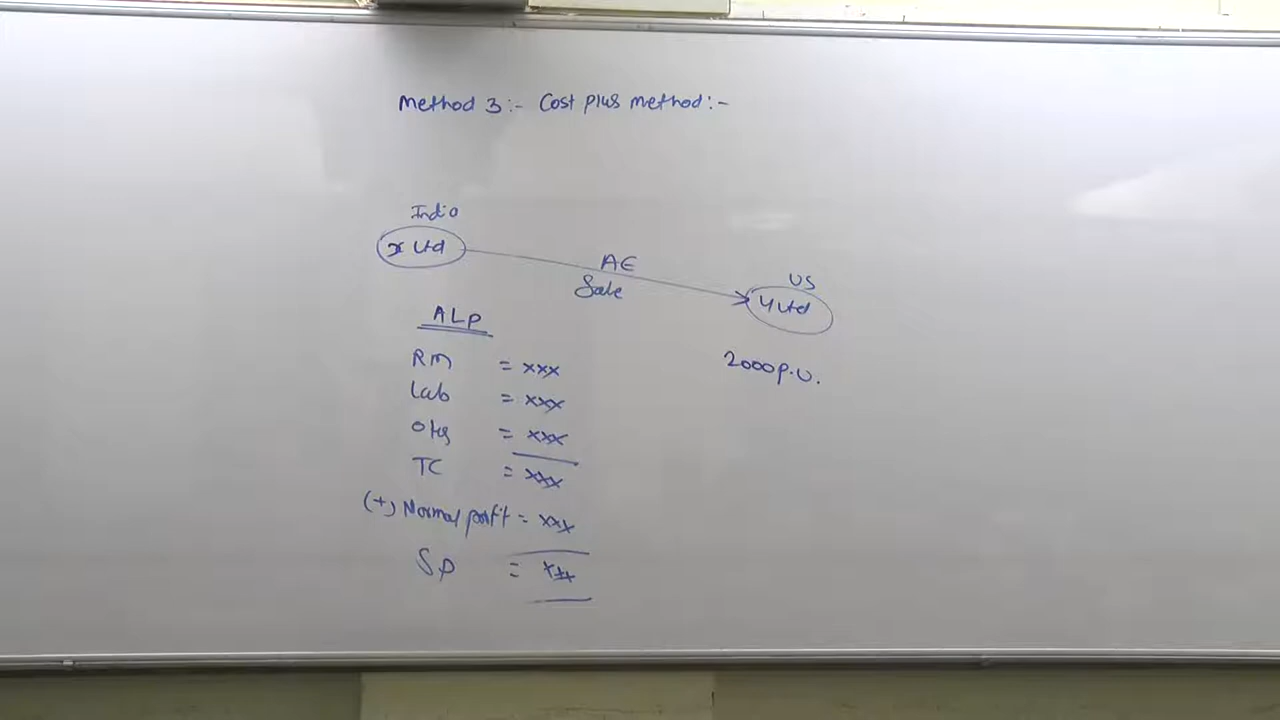 Method 3:- Cost plus method:-
India
X Ltd
AE
Sale
US
Y Ltd
2000 P.U.
ALP
RM = xxx
Lab = xxx
OHs = xxx
TC = xxx
(+) Normal profit = xxx
SP = xxx